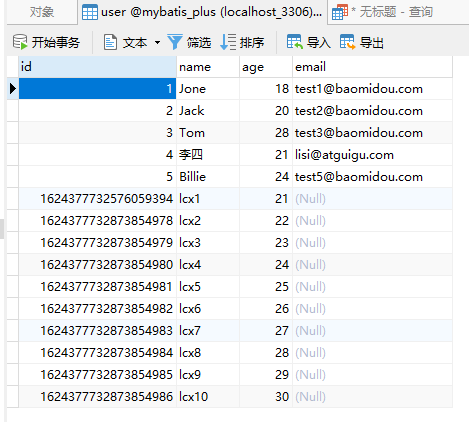 对象 user @mybatis_plus (localhost_3306)... * 无标题 - 查询
开始事务 文本 筛选 排序 导入 导出
id name age email
1 Jone 18 test1@baomidou.com
2 Jack 20 test2@baomidou.com
3 Tom 28 test3@baomidou.com
4 李四 21 lisi@atguigu.com
5 Billie 24 test5@baomidou.com
1624377732576059394 lcx1 21 (Null)
1624377732873854978 lcx2 22 (Null)
1624377732873854979 lcx3 23 (Null)
1624377732873854980 lcx4 24 (Null)
1624377732873854981 lcx5 25 (Null)
1624377732873854982 lcx6 26 (Null)
1624377732873854983 lcx7 27 (Null)
1624377732873854984 lcx8 28 (Null)
1624377732873854985 lcx9 29 (Null)
1624377732873854986 lcx10 30 (Null)